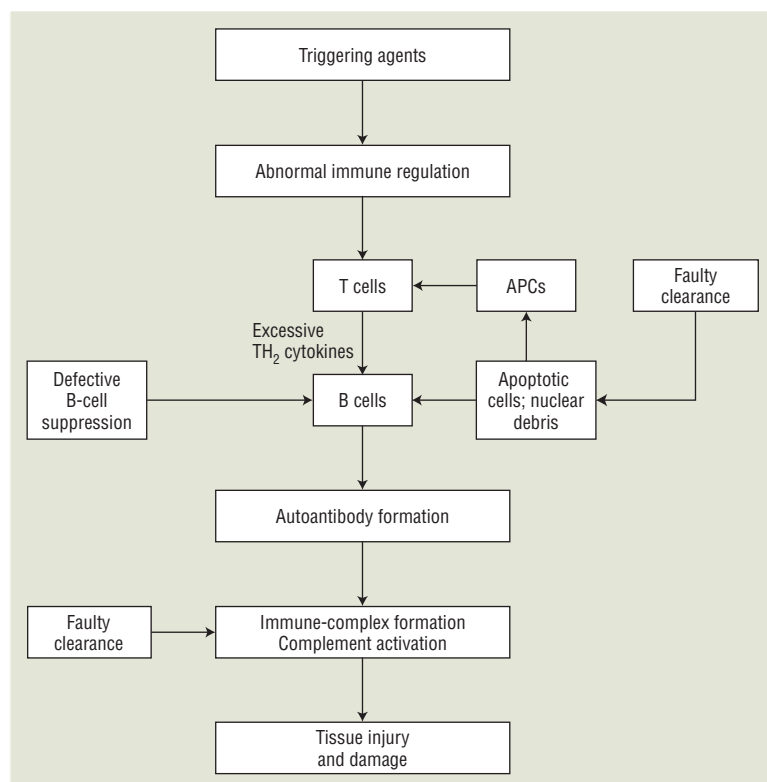 Triggering agents
Abnormal immune regulation
T cells
APCs
Faulty
clearance
Excessive
TH₂ cytokines
Defective
B-cell
suppression
B cells
Apoptotic
cells; nuclear
debris
Autoantibody formation
Faulty
clearance
Immune-complex formation
Complement activation
Tissue injury
and damage